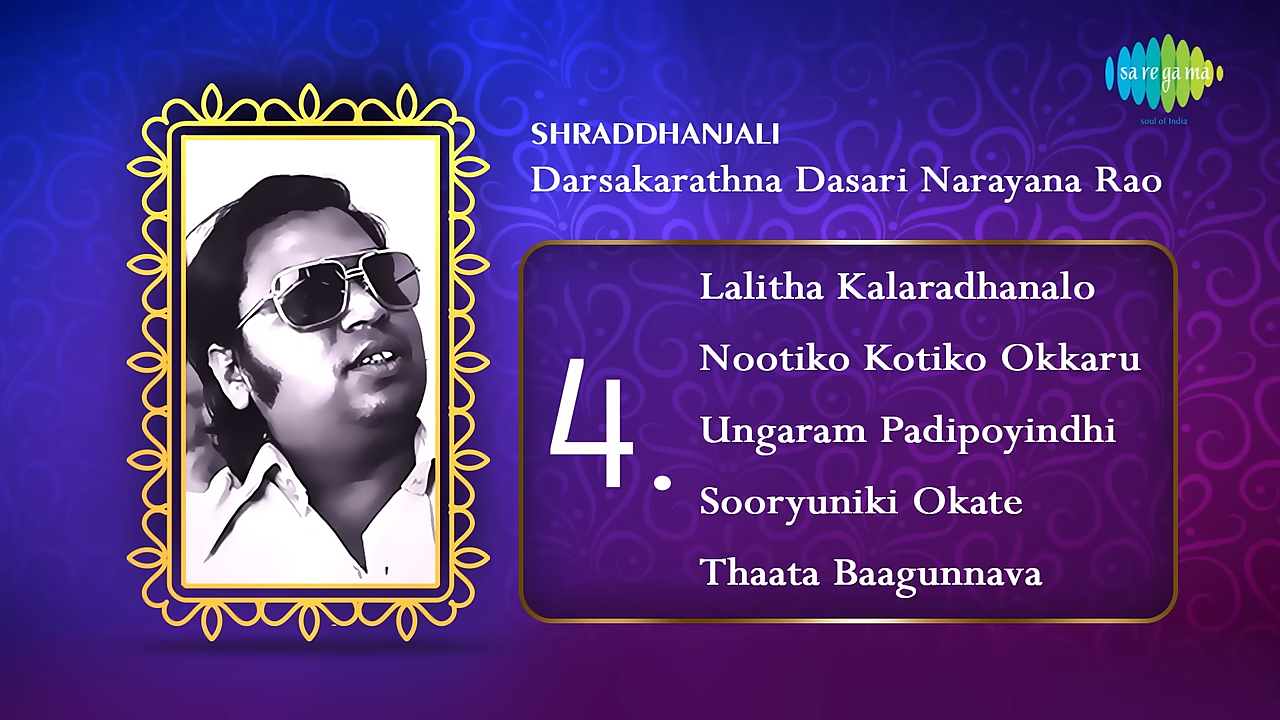 sa re ga ma
soul of India
SHRADDHANJALI
Darsakarathna Dasari Narayana Rao
4.
Lalitha Kalaradhanalo
Nootiko Kotiko Okkaru
Ungaram Padipoyindhi
Sooryuniki Okate
Thaata Baagunnava